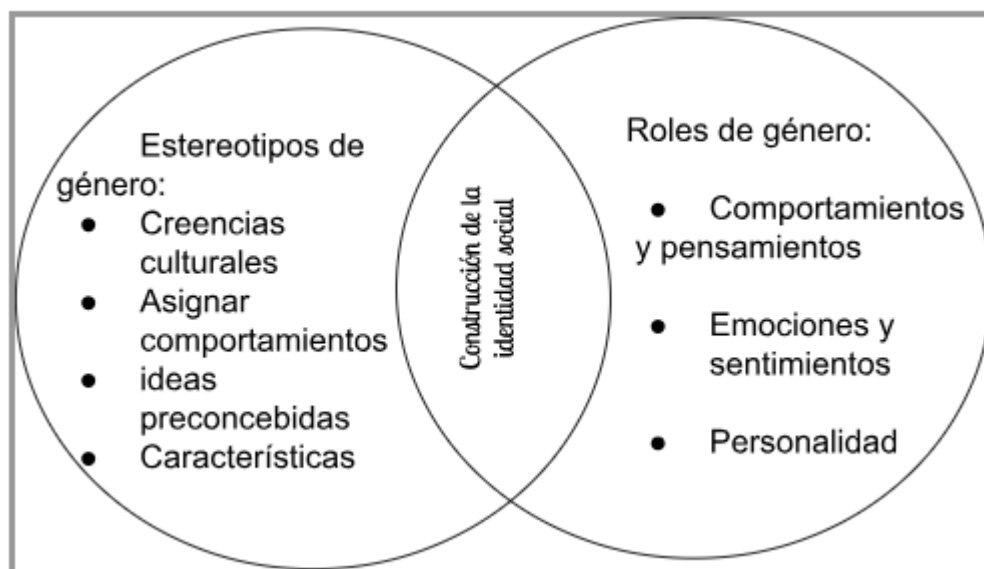 Estereotipos de
género:
● Creencias
culturales
● Asignar
comportamientos
● ideas
preconcebidas
● Características
Construcción de la
identidad social
Roles de género:
● Comportamientos
y pensamientos
● Emociones y
sentimientos
● Personalidad